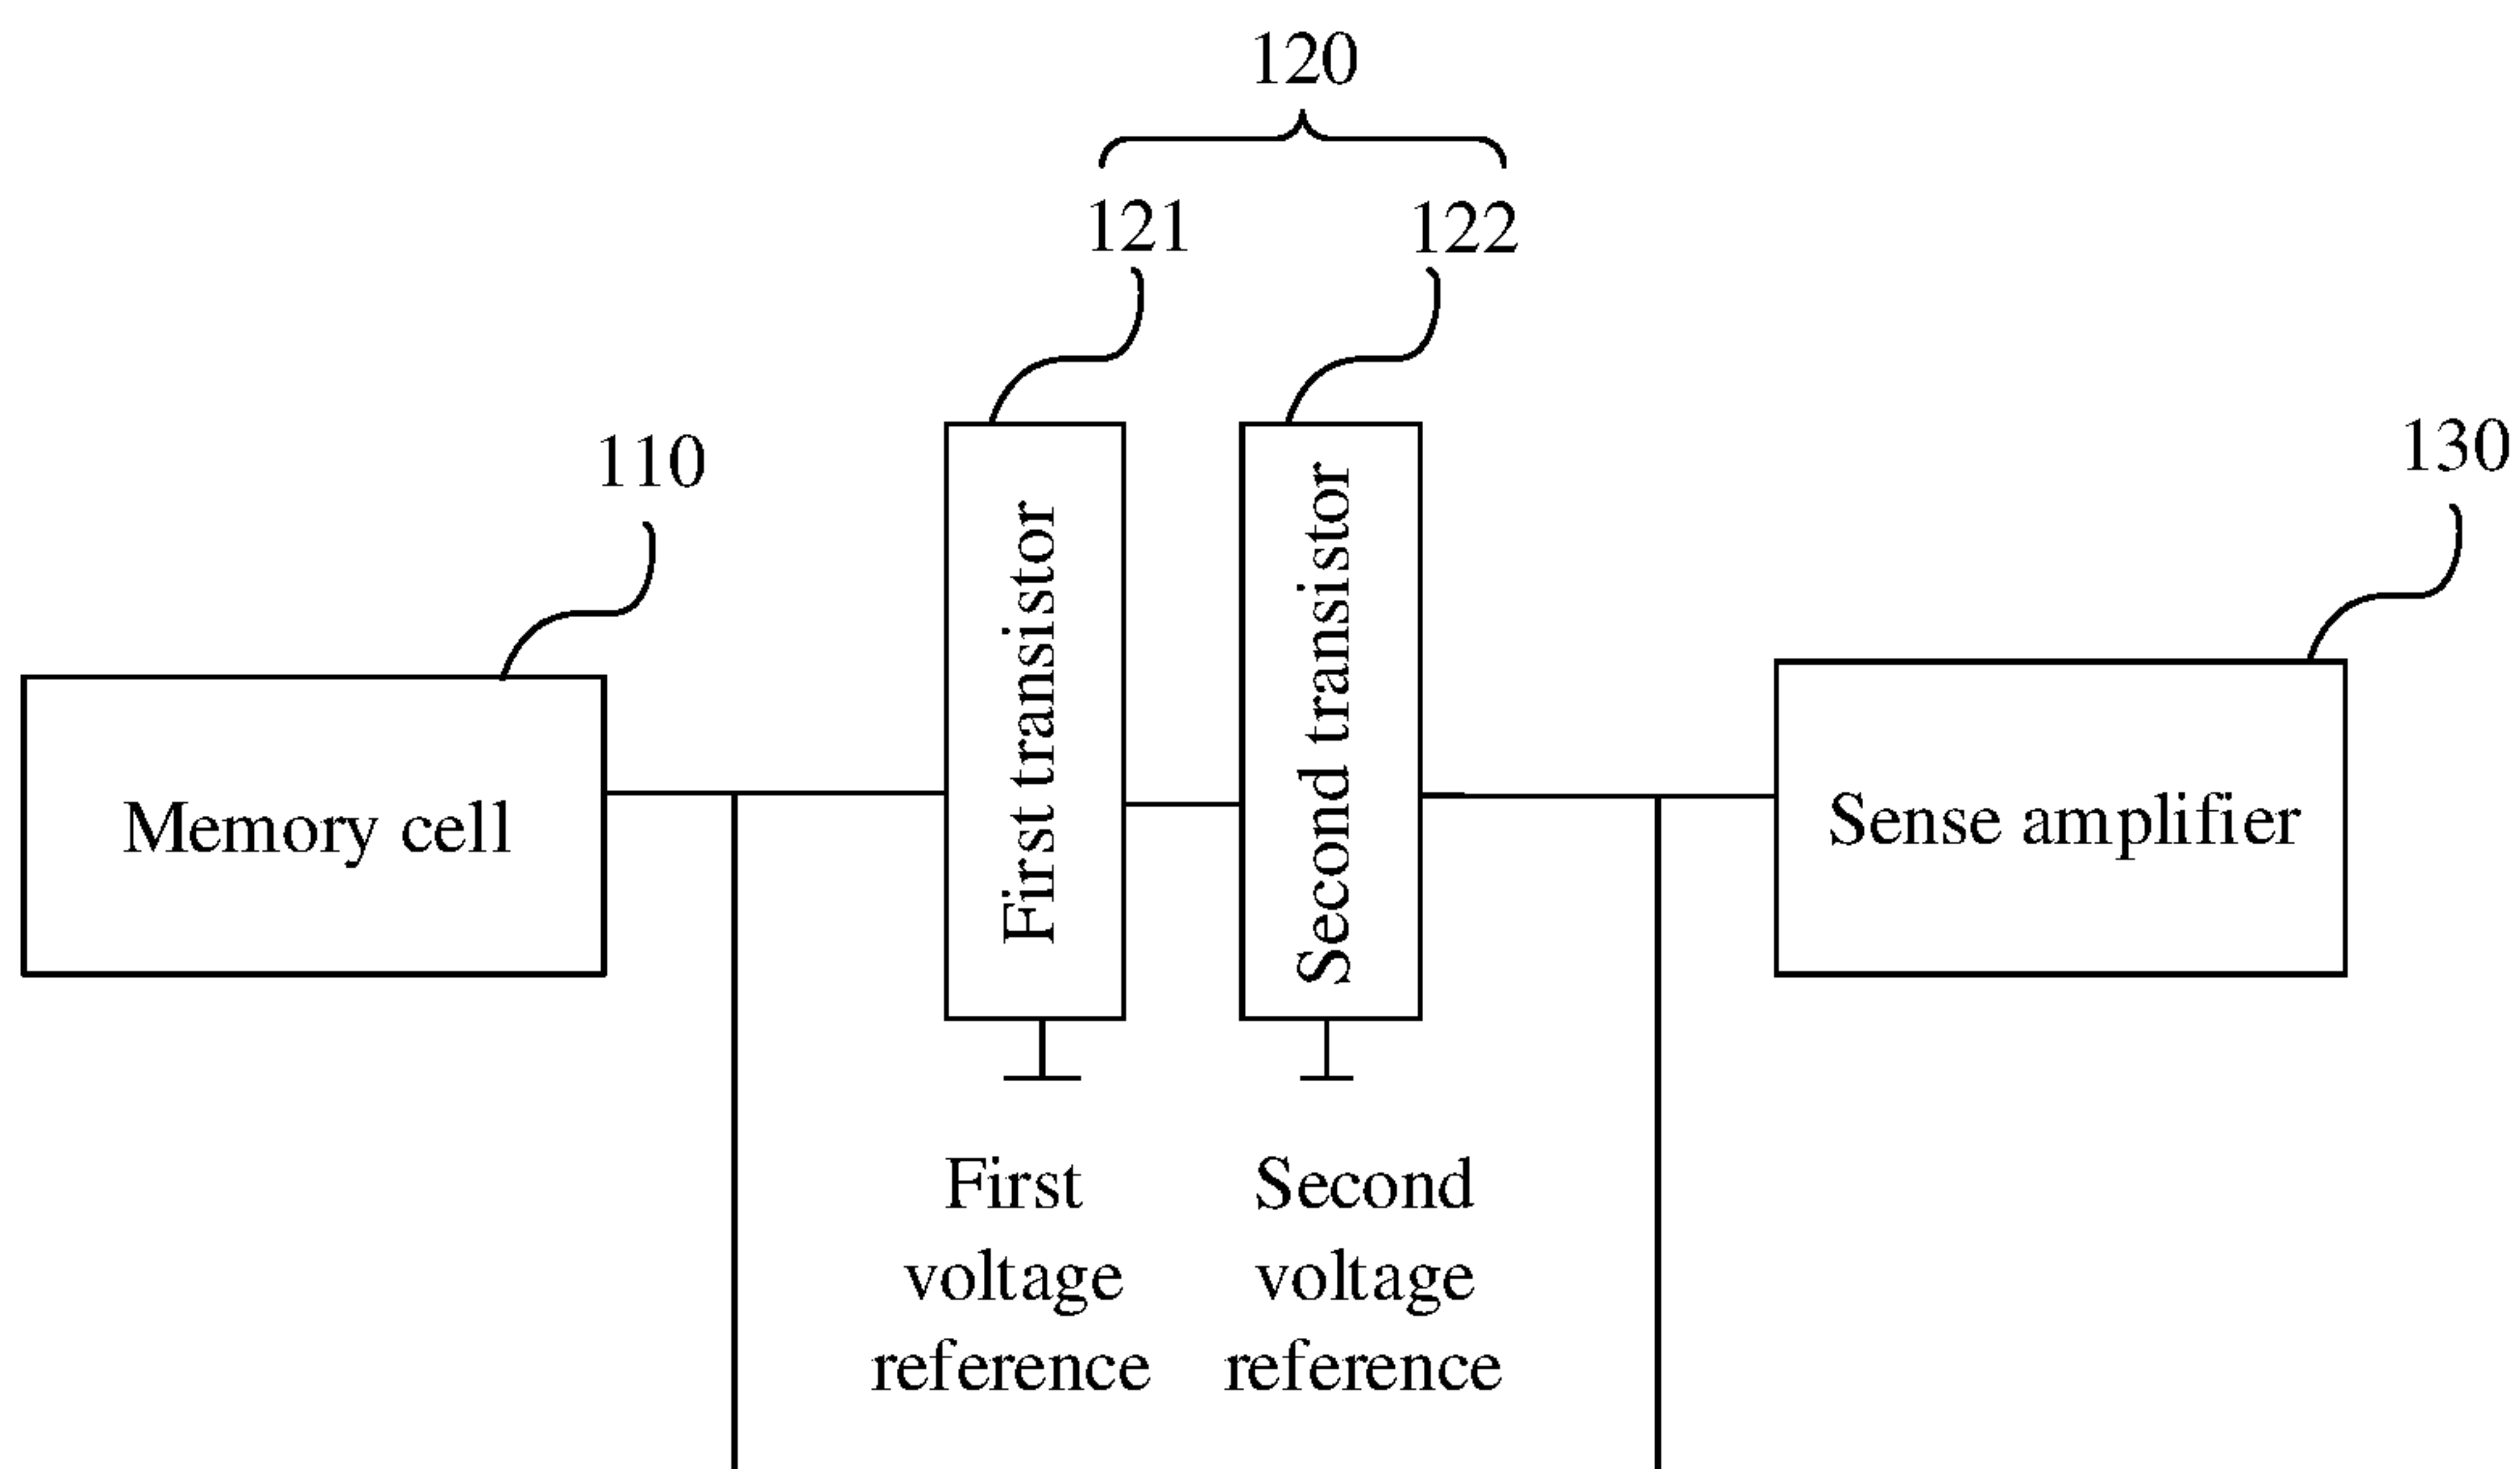 120
121
122
110
130
First transistor
Second transistor
Memory cell
Sense amplifier
First
voltage
reference
Second
voltage
reference